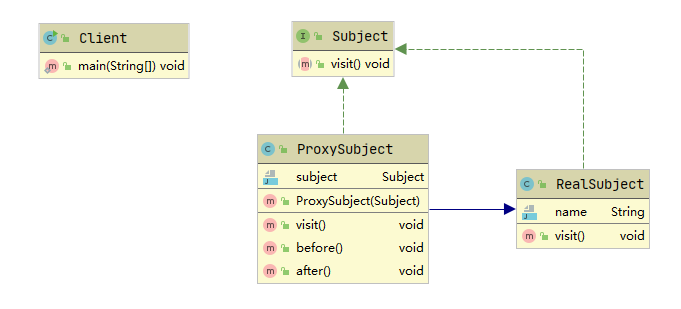 Client
main(String[]) void
Subject
visit() void
ProxySubject
subject Subject
ProxySubject(Subject)
visit() void
before() void
after() void
RealSubject
name String
visit() void